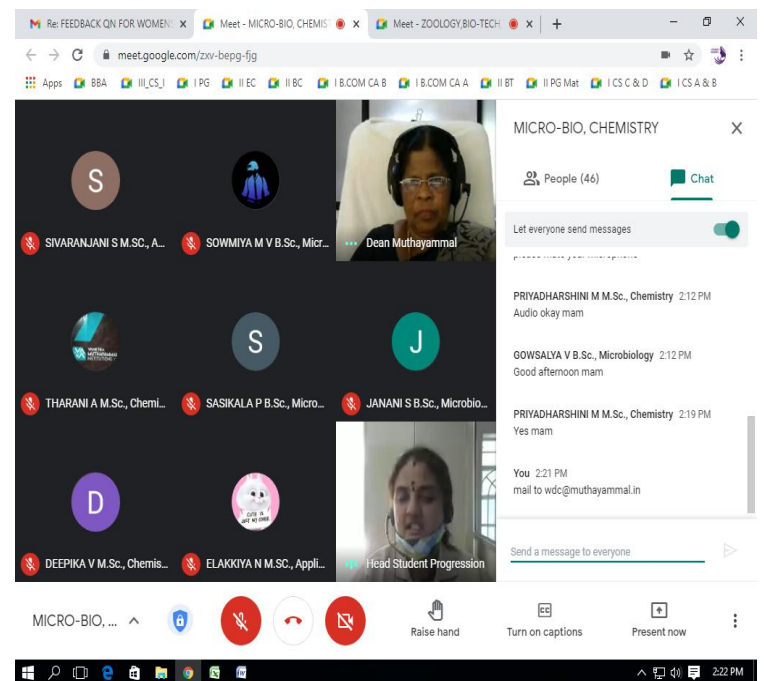 Re: FEEDBACK QN FOR WOMENS
Meet - MICRO-BIO, CHEMIST
Meet - ZOOLOGY,BIO-TECH,
meet.google.com/zxv-bepg-fjg
Apps BBA III_CS_I I PG II EC II BC I B.COM CA B I B.COM CA A II BT II PG Mat I CS C & D I CS A & B
S
SIVARANJANI S M.SC., A...
SOWMIYA M V B.Sc., Micr...
Dean Muthayammal
THARANI A M.Sc., Chemi...
S
SASIKALA P B.Sc., Micro...
J
JANANI S B.Sc., Microbio...
D
DEEPIKA V M.Sc., Chemis...
ELAKKIYA N M.SC., Appli...
Head Student Progression
MICRO-BIO, CHEMISTRY
People (46)
Chat
Let everyone send messages
please mute your microphone
PRIYADHARSHINI M M.Sc., Chemistry 2:12 PM
Audio okay mam
GOWSALYA V B.Sc., Microbiology 2:12 PM
Good afternoon mam
PRIYADHARSHINI M M.Sc., Chemistry 2:19 PM
Yes mam
You 2:21 PM
mail to wdc@muthayammal.in
Send a message to everyone
MICRO-BIO, ...
Raise hand
Turn on captions
Present now
2:22 PM